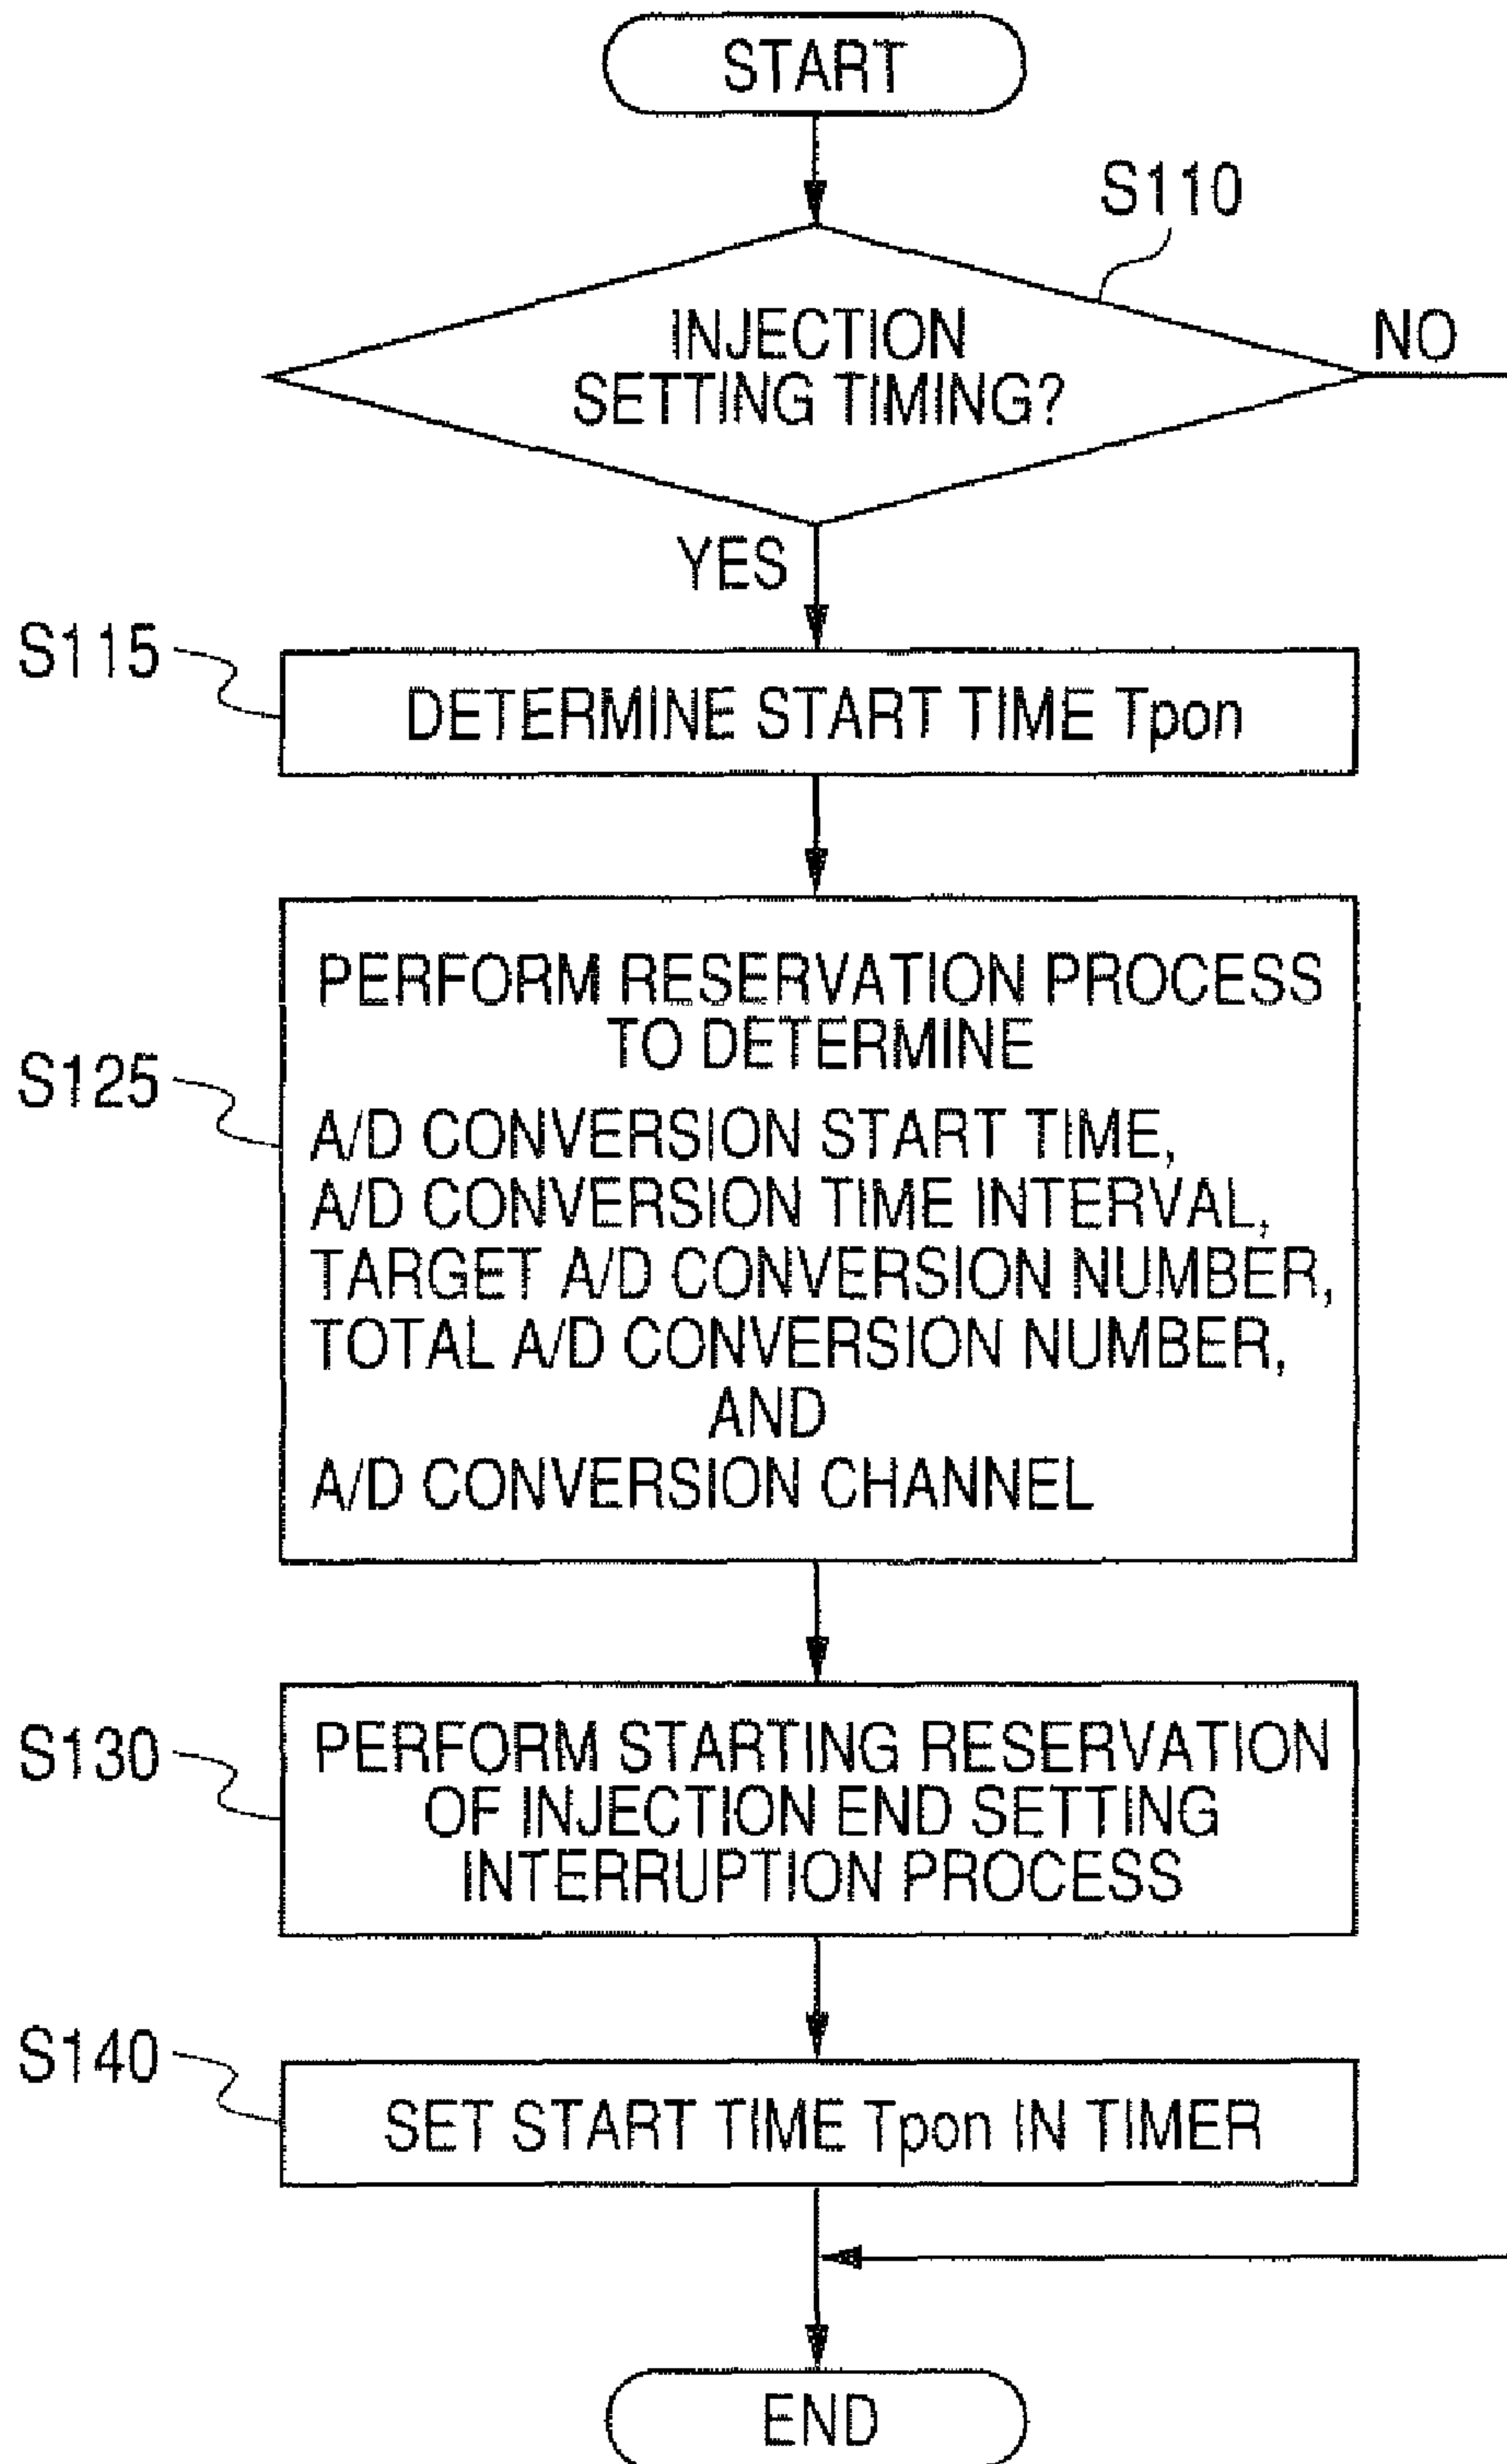 START
S110
INJECTION
SETTING TIMING?
NO
YES
S115
DETERMINE START TIME Tpon
S125
PERFORM RESERVATION PROCESS
TO DETERMINE
A/D CONVERSION START TIME,
A/D CONVERSION TIME INTERVAL,
TARGET A/D CONVERSION NUMBER,
TOTAL A/D CONVERSION NUMBER,
AND
A/D CONVERSION CHANNEL
S130
PERFORM STARTING RESERVATION
OF INJECTION END SETTING
INTERRUPTION PROCESS
S140
SET START TIME Tpon IN TIMER
END